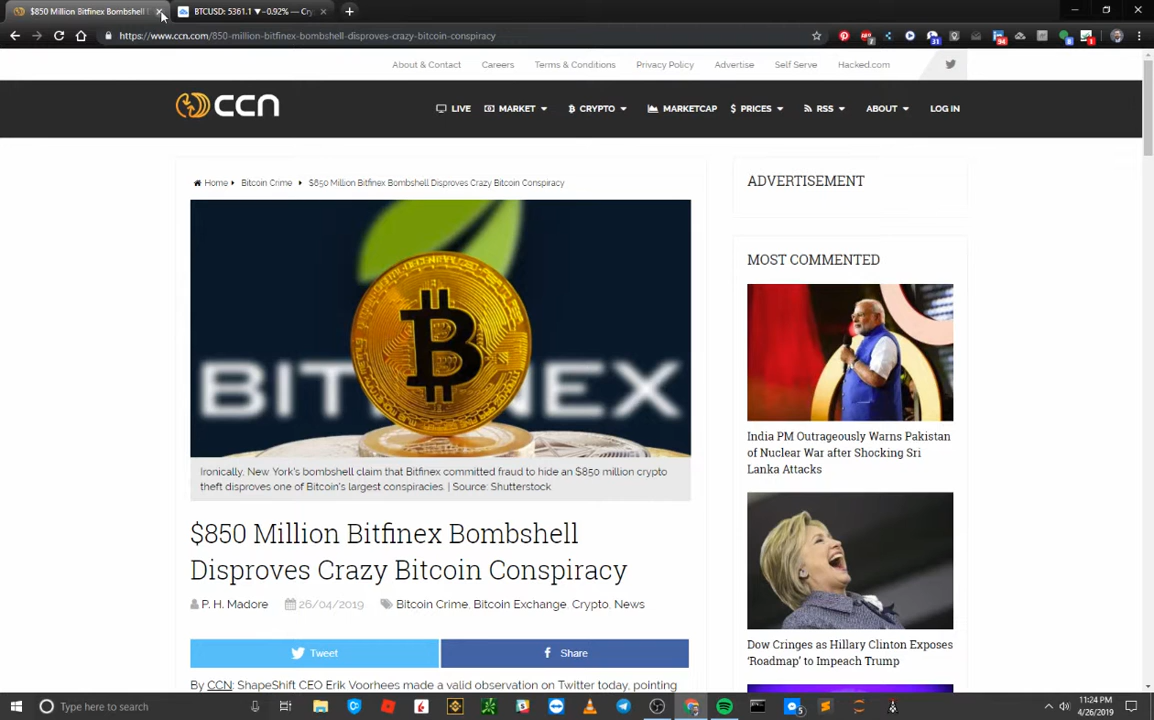 $850 Million Bitfinex Bombshell
BTCUSD: 5361.1 ▼ −0.92% — Cry
https://www.ccn.com/850-million-bitfinex-bombshell-disproves-crazy-bitcoin-conspiracy
About & Contact Careers Terms & Conditions Privacy Policy Advertise Self Serve Hacked.com
CCN
LIVE MARKET CRYPTO MARKETCAP PRICES RSS ABOUT LOG IN
Home Bitcoin Crime $850 Million Bitfinex Bombshell Disproves Crazy Bitcoin Conspiracy
BITFINEX
Ironically, New York's bombshell claim that Bitfinex committed fraud to hide an $850 million crypto
theft disproves one of Bitcoin's largest conspiracies. | Source: Shutterstock
$850 Million Bitfinex Bombshell
Disproves Crazy Bitcoin Conspiracy
P. H. Madore 26/04/2019 Bitcoin Crime, Bitcoin Exchange, Crypto, News
Tweet Share
By CCN: ShapeShift CEO Erik Voorhees made a valid observation on Twitter today, pointing
ADVERTISEMENT
MOST COMMENTED
India PM Outrageously Warns Pakistan
of Nuclear War after Shocking Sri
Lanka Attacks
Dow Cringes as Hillary Clinton Exposes
'Roadmap' to Impeach Trump
Type here to search
11:24 PM
4/26/2019